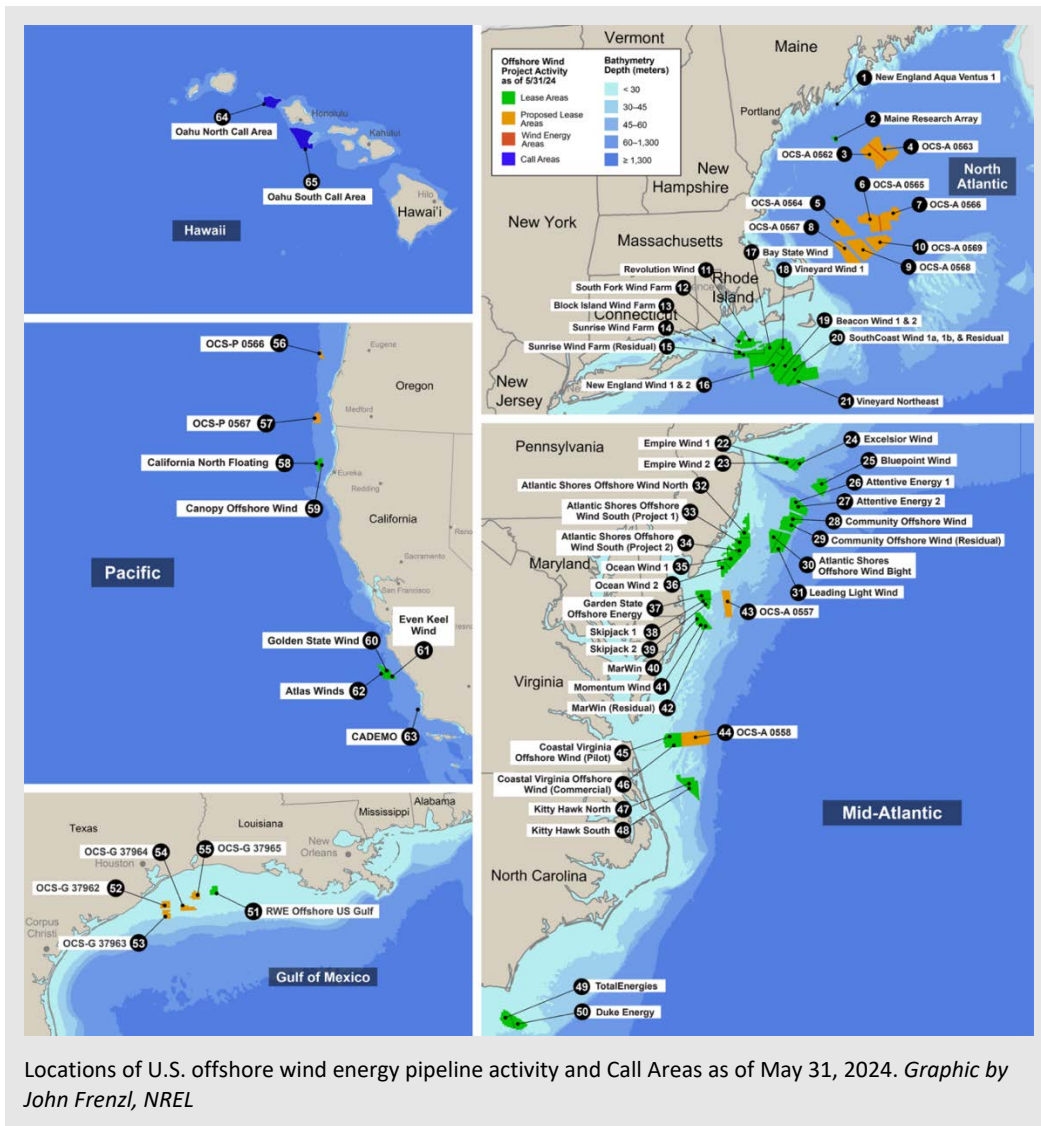 64
Oahu North Call Area
Honolulu
Kahului
65
Oahu South Call Area
Hilo
Hawai'i
Hawaii
OCS-P 0566 56
Eugene
Oregon
OCS-P 0567 57
Medford
California North Floating 58
Eureka
Redding
Canopy Offshore Wind
59
California
Sacramento
Pacific
San Francisco
Even Keel
Wind
Golden State Wind 60
61
Atlas Winds 62
CADEMO 63
Alabama
Mississippi
Louisiana
Texas
55 OCS-G 37965
OCS-G 37964 54
New
Orleans
Houston
OCS-G 37962 52
51 RWE Offshore US Gulf
Corpus
Christi
OCS-G 37963 53
Gulf of Mexico
Vermont
Maine
Offshore Wind
Project Activity
as of 5/31/24
Lease Areas
Proposed Lease
Areas
Wind Energy
Areas
Call Areas
Bathymetry
Depth (meters)
< 30
30–45
45–60
60–1,300
≥ 1,300
1 New England Aqua Ventus 1
Portland
2 Maine Research Array
OCS-A 0562 3
4 OCS-A 0563
North
Atlantic
New
Hampshire
6 OCS-A 0565
OCS-A 0564 5
7 OCS-A 0566
New York
OCS-A 0567 8
Massachusetts
10 OCS-A 0569
9 OCS-A 0568
17 Bay State Wind
Revolution Wind 11
18 Vineyard Wind 1
Rhode
Island
South Fork Wind Farm 12
Block Island Wind Farm 13
Connecticut
19 Beacon Wind 1 & 2
Sunrise Wind Farm 14
20 SouthCoast Wind 1a, 1b, & Residual
Sunrise Wind Farm (Residual) 15
New
Jersey
New England Wind 1 & 2 16
21 Vineyard Northeast
Pennsylvania
Empire Wind 1 22
24 Excelsior Wind
Empire Wind 2 23
25 Bluepoint Wind
Atlantic Shores Offshore Wind North 32
26 Attentive Energy 1
27 Attentive Energy 2
Atlantic Shores Offshore
Wind South (Project 1) 33
28 Community Offshore Wind
29 Community Offshore Wind (Residual)
Atlantic Shores Offshore
Wind South (Project 2) 34
Maryland
Ocean Wind 1 35
30 Atlantic Shores
Offshore Wind Bight
Ocean Wind 2 36
31 Leading Light Wind
Garden State
Offshore Energy 37
43 OCS-A 0557
Skipjack 1 38
Skipjack 2 39
MarWin 40
Virginia
Momentum Wind 41
MarWin (Residual) 42
44 OCS-A 0558
Coastal Virginia
Offshore Wind (Pilot) 45
Coastal Virginia Offshore
Wind (Commercial) 46
Kitty Hawk North 47
Kitty Hawk South 48
Mid-Atlantic
North Carolina
49 TotalEnergies
50 Duke Energy
Locations of U.S. offshore wind energy pipeline activity and Call Areas as of May 31, 2024. Graphic by
John Frenzl, NREL